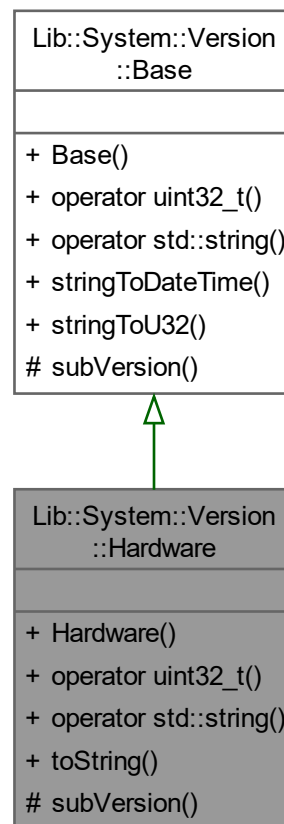 Lib::System::Version
::Base
+ Base()
+ operator uint32_t()
+ operator std::string()
+ stringToDateTime()
+ stringToU32()
# subVersion()
Lib::System::Version
::Hardware
+ Hardware()
+ operator uint32_t()
+ operator std::string()
+ toString()
# subVersion()